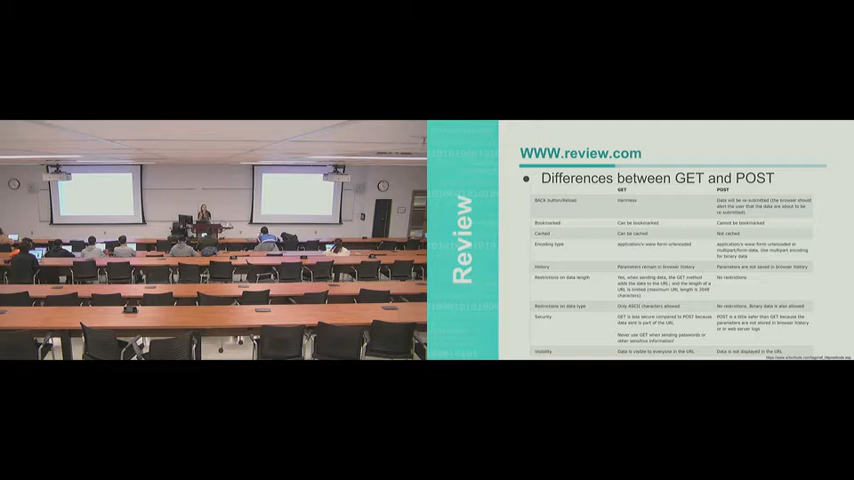 Review
WWW.review.com
● Differences between GET and POST
GET POST
BACK button/Reload Harmless Data will be re-submitted (the browser should
alert the user that the data are about to be
re-submitted)
Bookmarked Can be bookmarked Cannot be bookmarked
Cached Can be cached Not cached
Encoding type application/x-www-form-urlencoded application/x-www-form-urlencoded or
multipart/form-data. Use multipart encoding
for binary data
History Parameters remain in browser history Parameters are not saved in browser history
Restrictions on data length Yes, when sending data, the GET method No restrictions
adds the data to the URL; and the length of a
URL is limited (maximum URL length is 2048
characters)
Restrictions on data type Only ASCII characters allowed No restrictions. Binary data is also allowed
Security GET is less secure compared to POST because POST is a little safer than GET because the
data sent is part of the URL parameters are not stored in browser history
or in web server logs
Never use GET when sending passwords or
other sensitive information!
Visibility Data is visible to everyone in the URL Data is not displayed in the URL